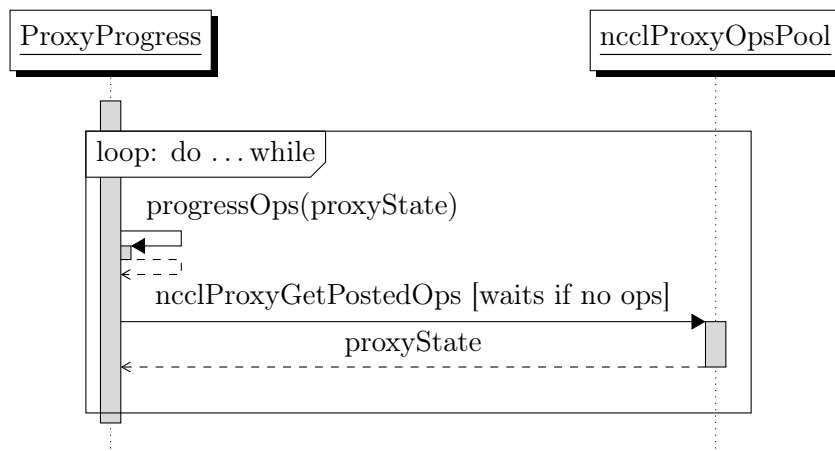 ProxyProgress
ncclProxyOpsPool
loop: do ... while
progressOps(proxyState)
ncclProxyGetPostedOps [waits if no ops]
proxyState